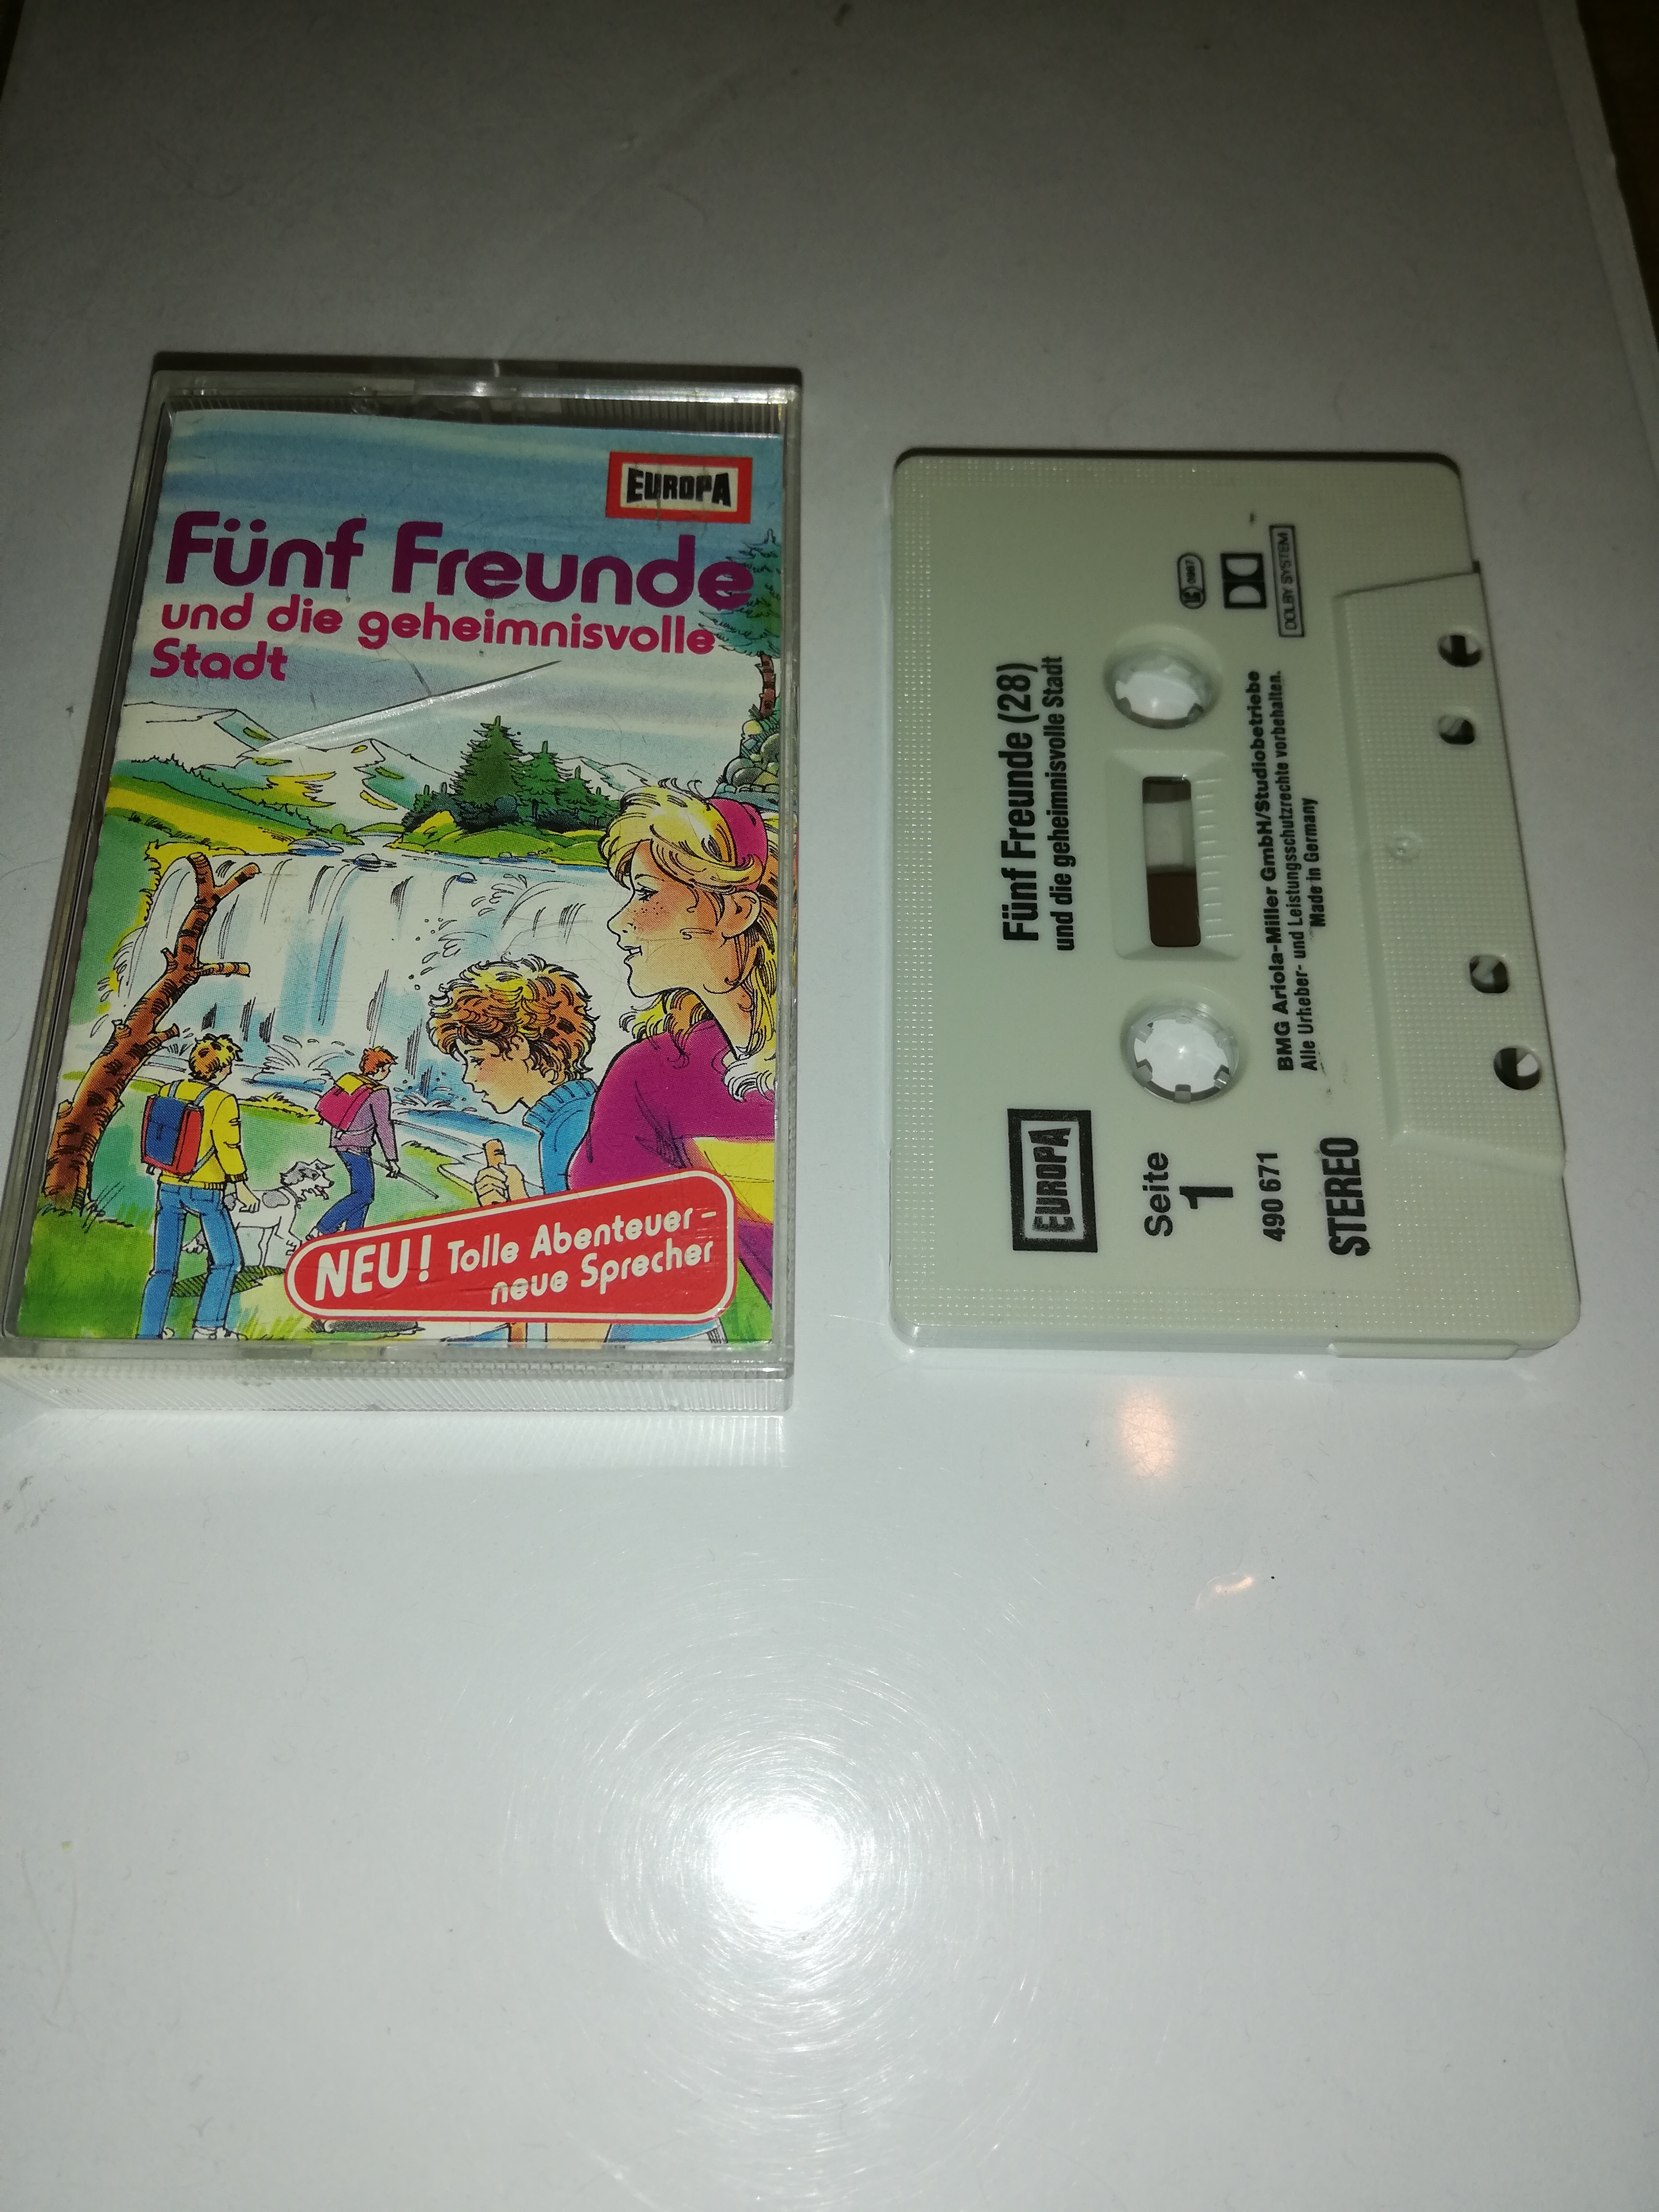 EUROPA
Fünf Freunde
und die geheimnisvolle
Stadt
NEU! Tolle Abenteuer-
neue Sprecher
Fünf Freunde (28)
und die geheimnisvolle Stadt
EUROPA
Seite
1
490 671
STEREO
DOLBY SYSTEM
BMG Ariola-Miller GmbH/Studiobetriebe
Alle Urheber- und Leistungsschutzrechte vorbehalten.
Made in Germany